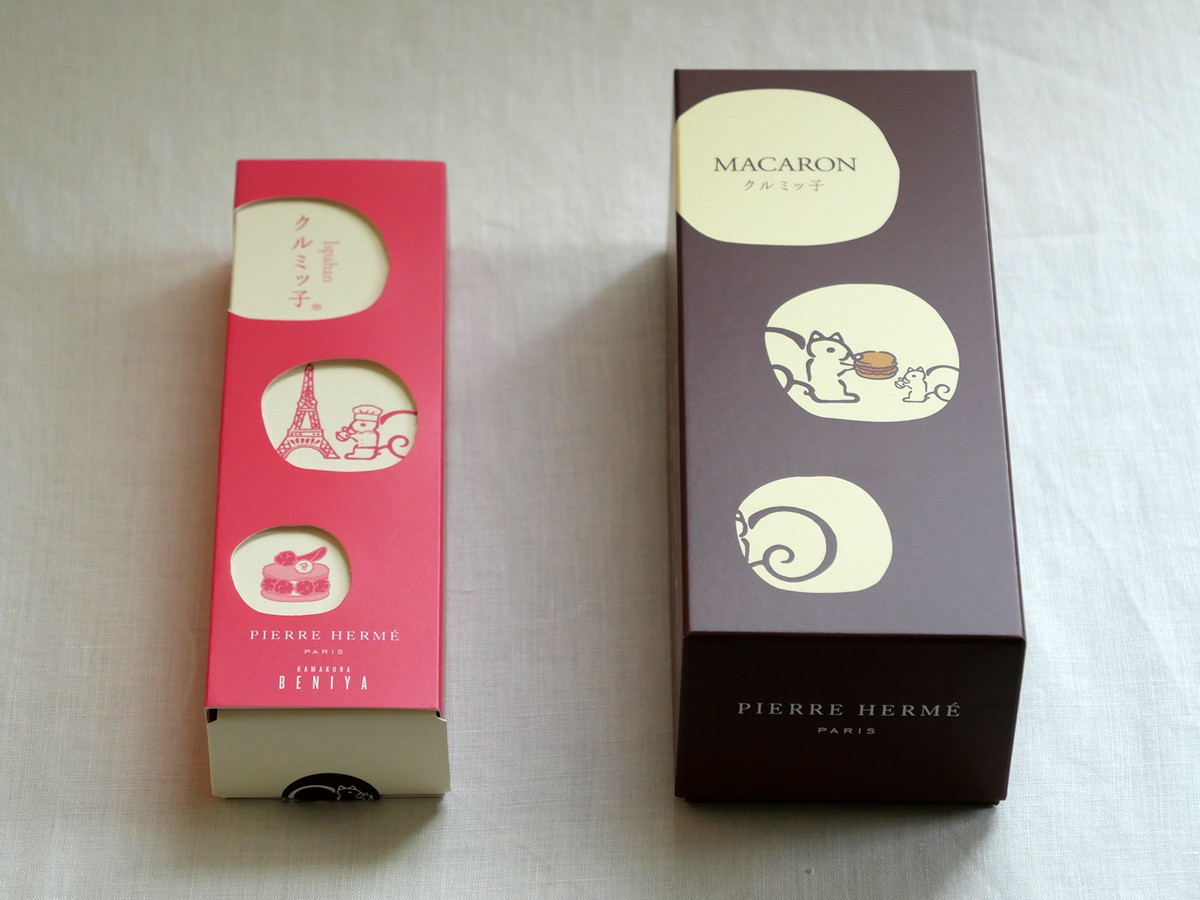 Ispahan
クルミッ子®
PIERRE HERMÉ
PARIS
KAMAKURA
BENIYA
MACARON
クルミッ子
PIERRE HERMÉ
PARIS